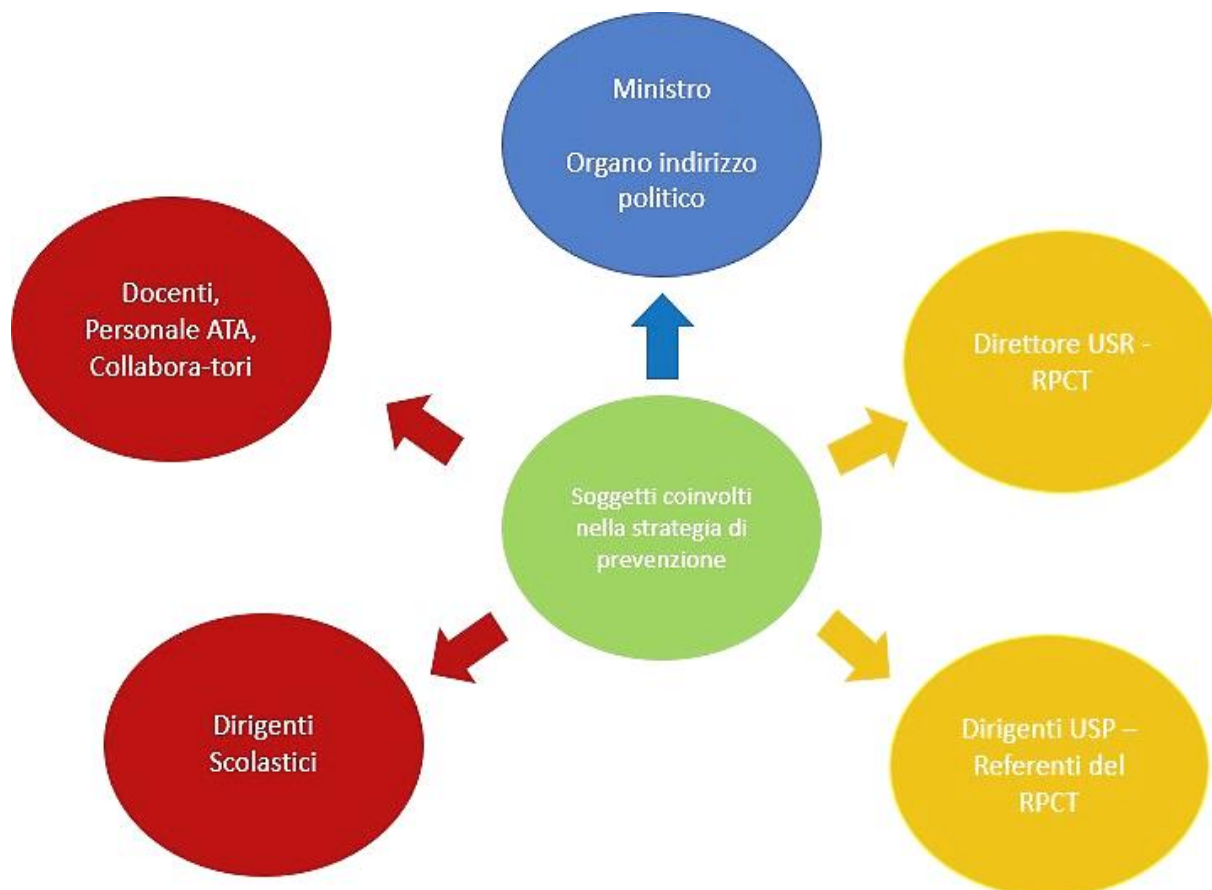 Ministro
Organo indirizzo
politico
Docenti,
Personale ATA,
Collabora-tori
Direttore USR -
RPCT
Soggetti coinvolti
nella strategia di
prevenzione
Dirigenti
Scolastici
Dirigenti USP –
Referenti del
RPCT